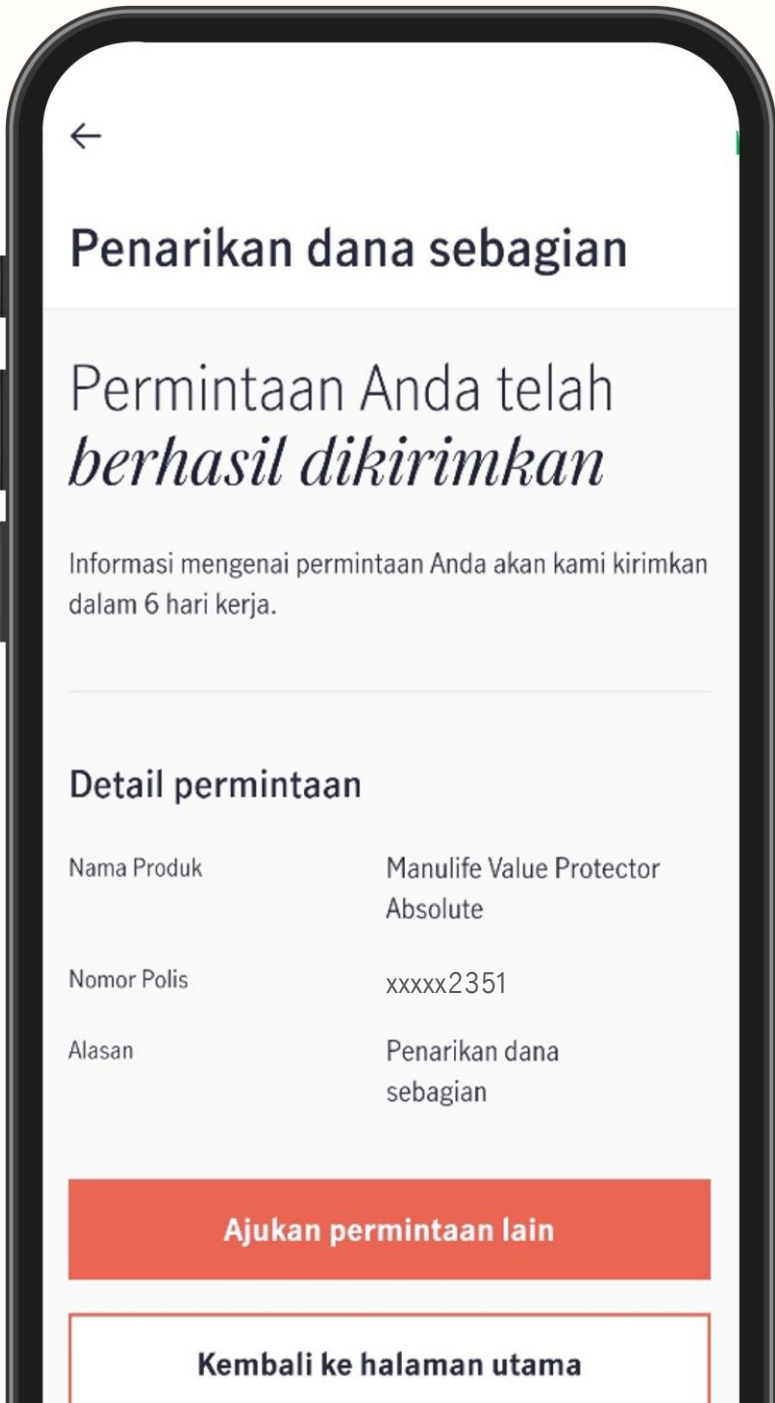 Penarikan dana sebagian
Permintaan Anda telah
berhasil dikirimkan
Informasi mengenai permintaan Anda akan kami kirimkan
dalam 6 hari kerja.
Detail permintaan
Nama Produk
Manulife Value Protector
Absolute
Nomor Polis
xxxxx2351
Alasan
Penarikan dana
sebagian
Ajukan permintaan lain
Kembali ke halaman utama